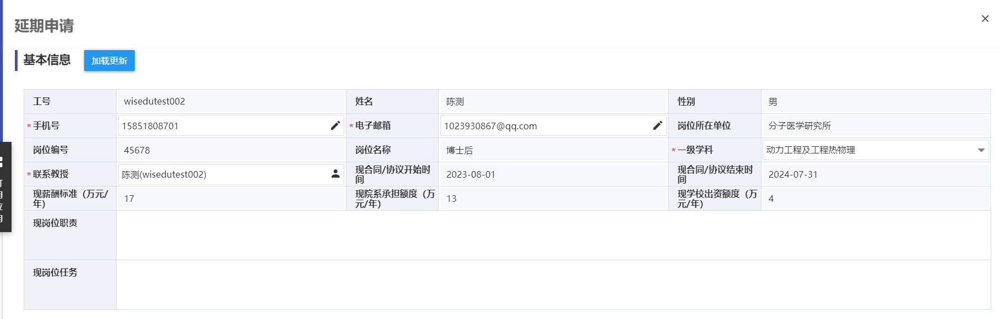 延期申请
基本信息 加载更新
工号 wisedutest002 姓名 陈测 性别 男
* 手机号 15851808701 * 电子邮箱 1023930867@qq.com 岗位所在单位 分子医学研究所
岗位编号 45678 岗位名称 博士后 * 一级学科 动力工程及工程热物理
* 联系教授 陈测(wisedutest002) 现合同/协议开始时间 2023-08-01 现合同/协议结束时间 2024-07-31
现薪酬标准（万元/年） 17 现院系承担额度（万元/年） 13 现学校出资额度（万元/年） 4
现岗位职责
现岗位任务